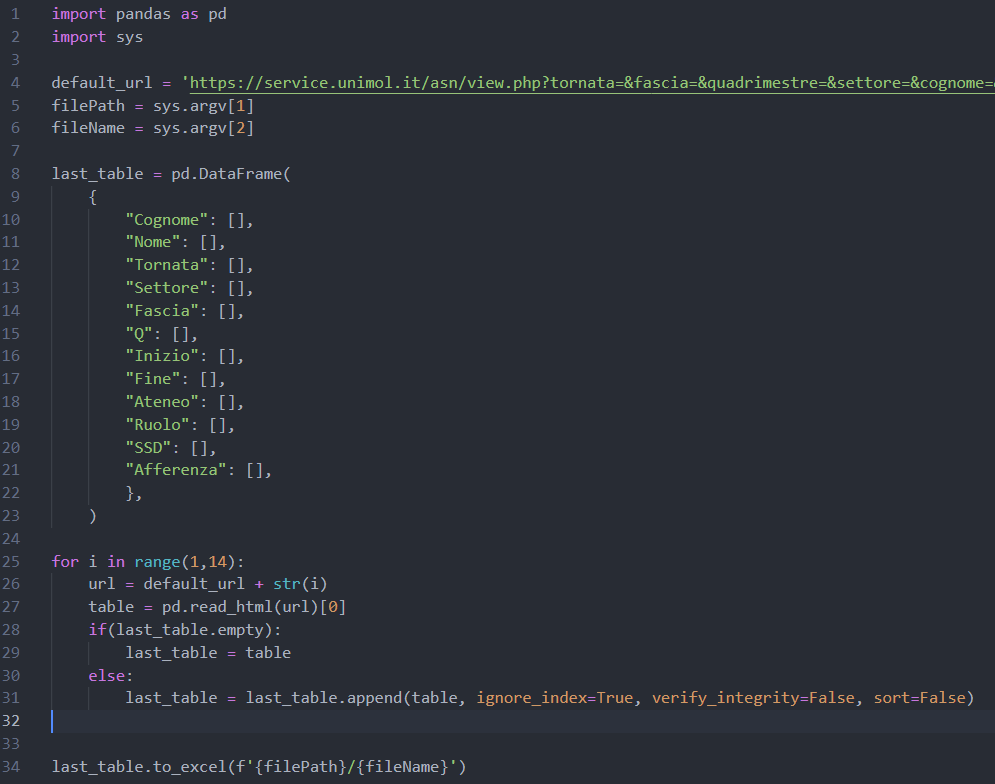 1 import pandas as pd
2 import sys
3
4 default_url = 'https://service.unimol.it/asn/view.php?tornata=&fascia=&quadrimestre=&settore=&cognome=
5 filePath = sys.argv[1]
6 fileName = sys.argv[2]
7
8 last_table = pd.DataFrame(
9     {
10         "Cognome": [],
11         "Nome": [],
12         "Tornata": [],
13         "Settore": [],
14         "Fascia": [],
15         "Q": [],
16         "Inizio": [],
17         "Fine": [],
18         "Ateneo": [],
19         "Ruolo": [],
20         "SSD": [],
21         "Afferenza": [],
22         },
23     )
24
25 for i in range(1,14):
26     url = default_url + str(i)
27     table = pd.read_html(url)[0]
28     if(last_table.empty):
29         last_table = table
30     else:
31         last_table = last_table.append(table, ignore_index=True, verify_integrity=False, sort=False)
32
33
34 last_table.to_excel(f'{filePath}/{fileName}')